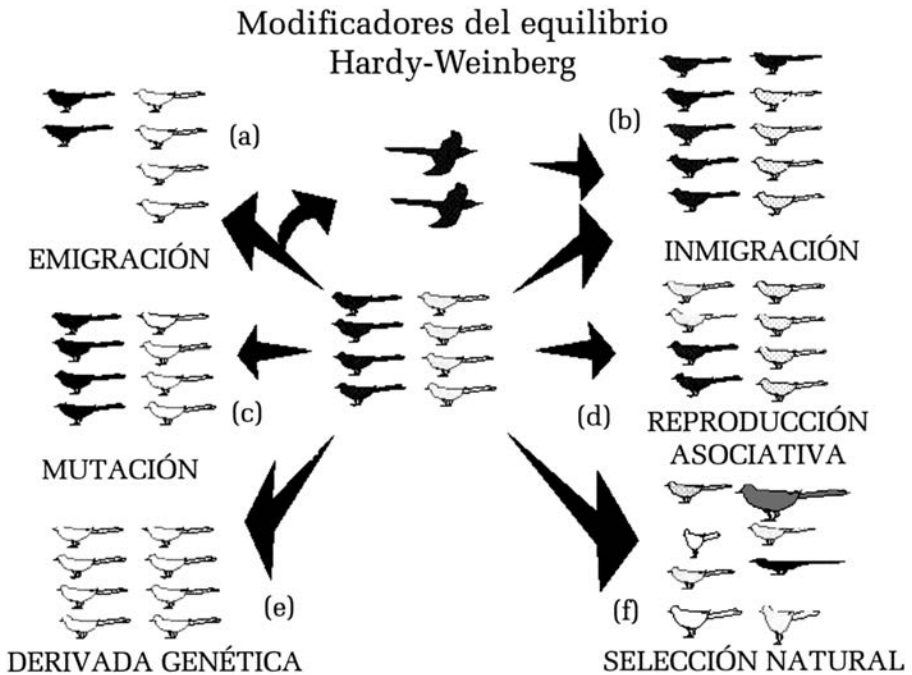 Modificadores del equilibrio
Hardy-Weinberg
(a)
(b)
EMIGRACIÓN
INMIGRACIÓN
(c)
(d)
MUTACIÓN
REPRODUCCIÓN
ASOCIATIVA
(e)
(f)
DERIVADA GENÉTICA
SELECCIÓN NATURAL